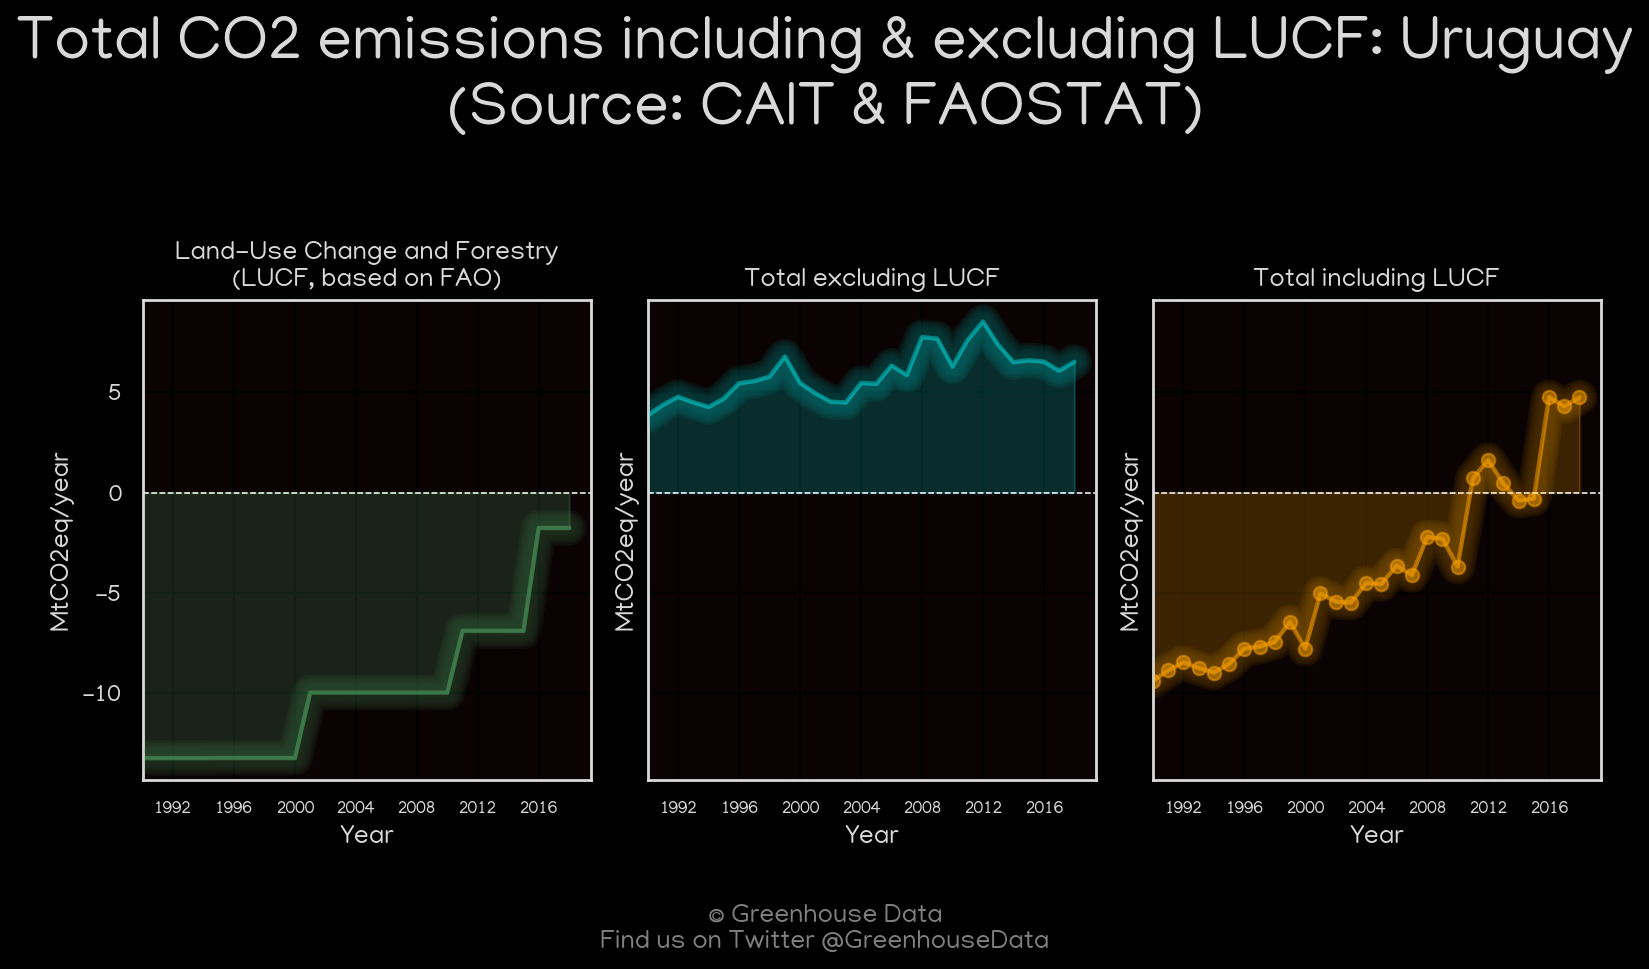 Total CO2 emissions including & excluding LUCF: Uruguay
(Source: CAIT & FAOSTAT)
Land-Use Change and Forestry
(LUCF, based on FAO)
Total excluding LUCF
Total including LUCF
5
0
-5
-10
MtCO2eq/year
MtCO2eq/year
MtCO2eq/year
1992 1996 2000 2004 2008 2012 2016
1992 1996 2000 2004 2008 2012 2016
1992 1996 2000 2004 2008 2012 2016
Year
Year
Year
© Greenhouse Data
Find us on Twitter @GreenhouseData